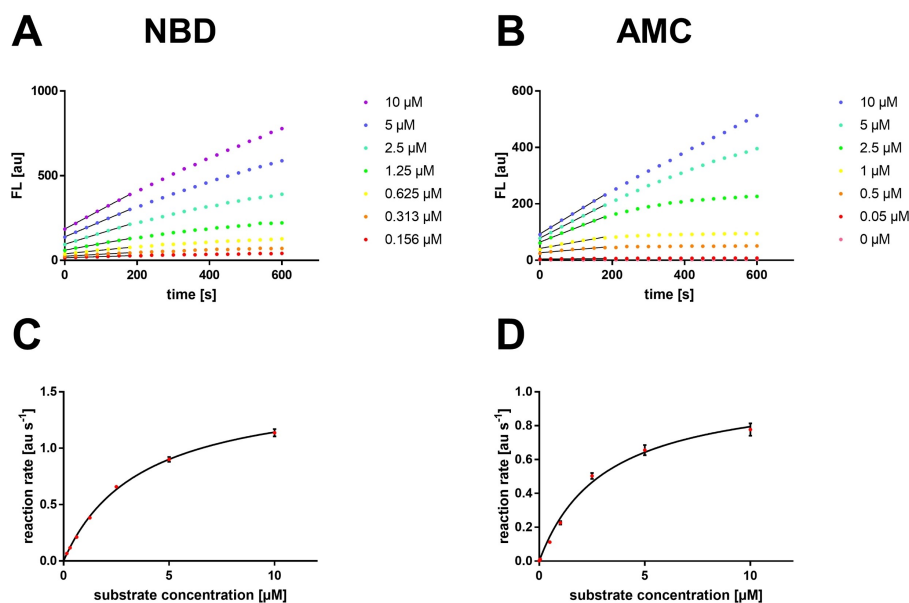 A
NBD
1000
500
0
0
200
400
600
FL [au]
time [s]
10 µM
5 µM
2.5 µM
1.25 µM
0.625 µM
0.313 µM
0.156 µM
B
AMC
600
400
200
0
0
200
400
600
FL [au]
time [s]
10 µM
5 µM
2.5 µM
1 µM
0.5 µM
0.05 µM
0 µM
C
1.5
1.0
0.5
0.0
0
5
10
reaction rate [au s-1]
substrate concentration [µM]
D
0.8
0.6
0.4
0.2
0.0
1.0
0
5
10
reaction rate [au s-1]
substrate concentration [µM]